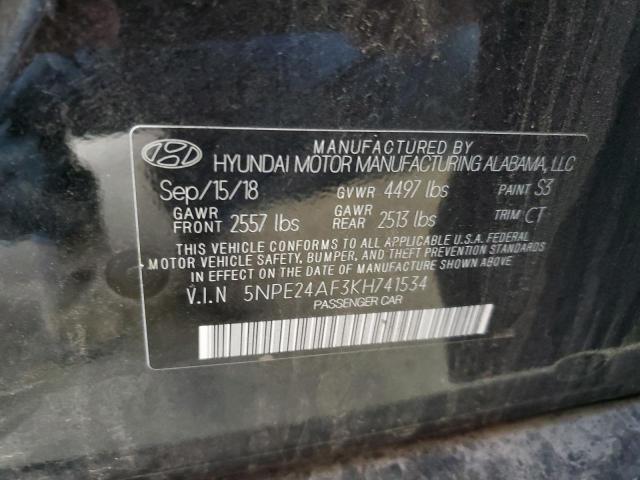 MANUFACTURED BY
HYUNDAI MOTOR MANUFACTURING ALABAMA, LLC
Sep/15/18 GVWR 4497 lbs PAINT S3
GAWR FRONT 2557 lbs GAWR REAR 2513 lbs TRIM CT
THIS VEHICLE CONFORMS TO ALL APPLICABLE U.S.A. FEDERAL
MOTOR VEHICLE SAFETY, BUMPER, AND THEFT PREVENTION STANDARDS
IN EFFECT ON THE DATE OF MANUFACTURE SHOWN ABOVE.
V.I.N 5NPE24AF3KH741534
PASSENGER CAR